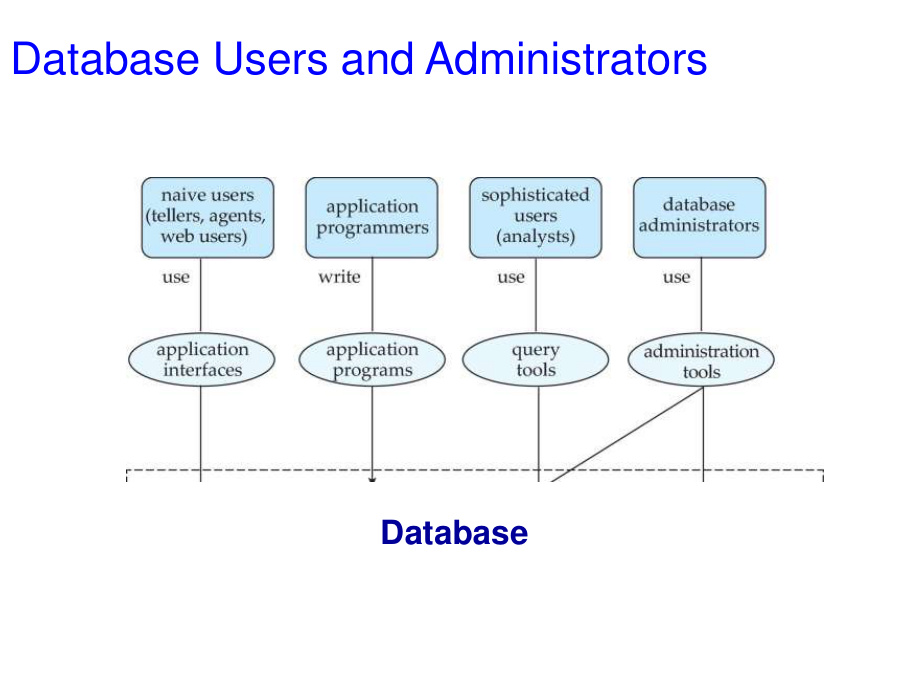 Database Users and Administrators
naive users
(tellers, agents,
web users)
application
programmers
sophisticated
users
(analysts)
database
administrators
use
write
use
use
application
interfaces
application
programs
query
tools
administration
tools
Database